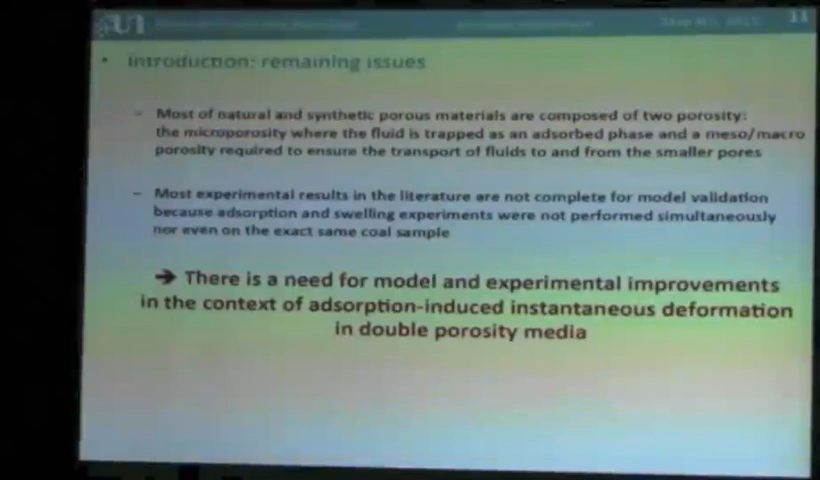 11
• Introduction: remaining issues
– Most of natural and synthetic porous materials are composed of two porosity:
the microporosity where the fluid is trapped as an adsorbed phase and a meso/macro
porosity required to ensure the transport of fluids to and from the smaller pores
– Most experimental results in the literature are not complete for model validation
because adsorption and swelling experiments were not performed simultaneously
nor even on the exact same coal sample
➔ There is a need for model and experimental improvements
in the context of adsorption-induced instantaneous deformation
in double porosity media